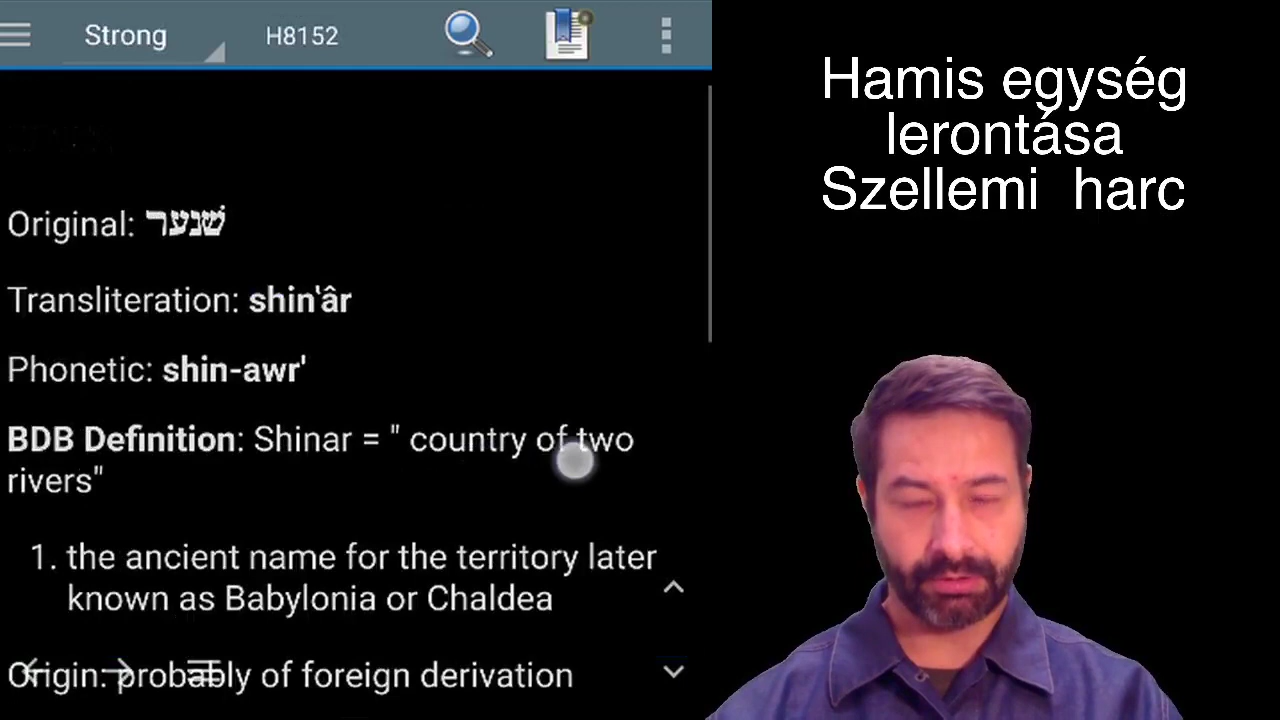 Strong H8152
Original: שִׁנְעָר
Transliteration: shin‛âr
Phonetic: shin-awr'
BDB Definition: Shinar = " country of two
rivers"
1. the ancient name for the territory later
known as Babylonia or Chaldea
Origin: probably of foreign derivation
Hamis egység
lerontása
Szellemi harc